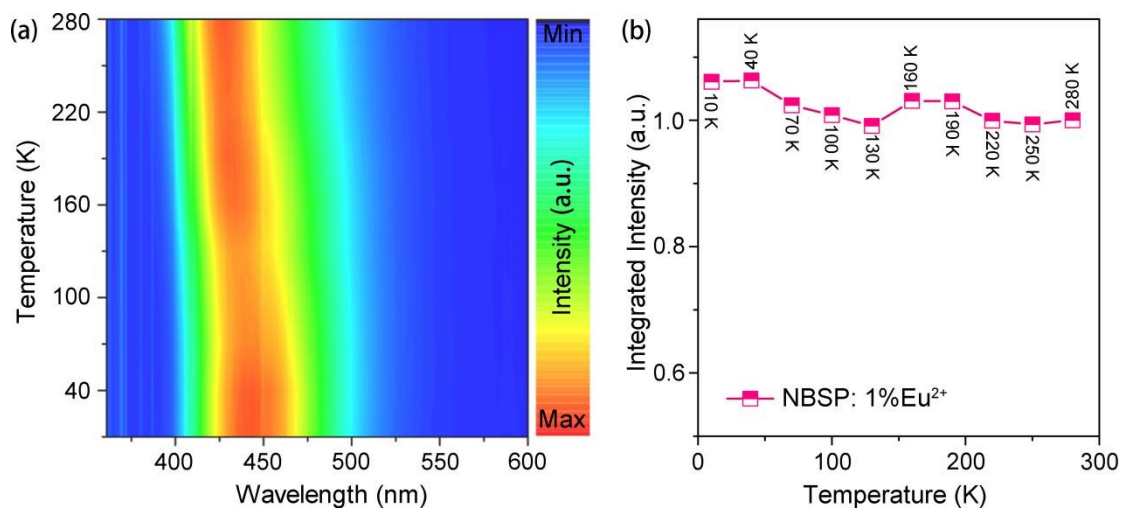 (a)
280
220
160
100
40
Temperature (K)
400
450
500
550
600
Wavelength (nm)
Min
Intensity (a.u.)
Max
(b)
1.0
0.8
0.6
Integrated Intensity (a.u.)
10 K
40 K
70 K
100 K
130 K
160 K
190 K
220 K
250 K
280 K
NBSP: 1%Eu²⁺
0
100
200
300
Temperature (K)